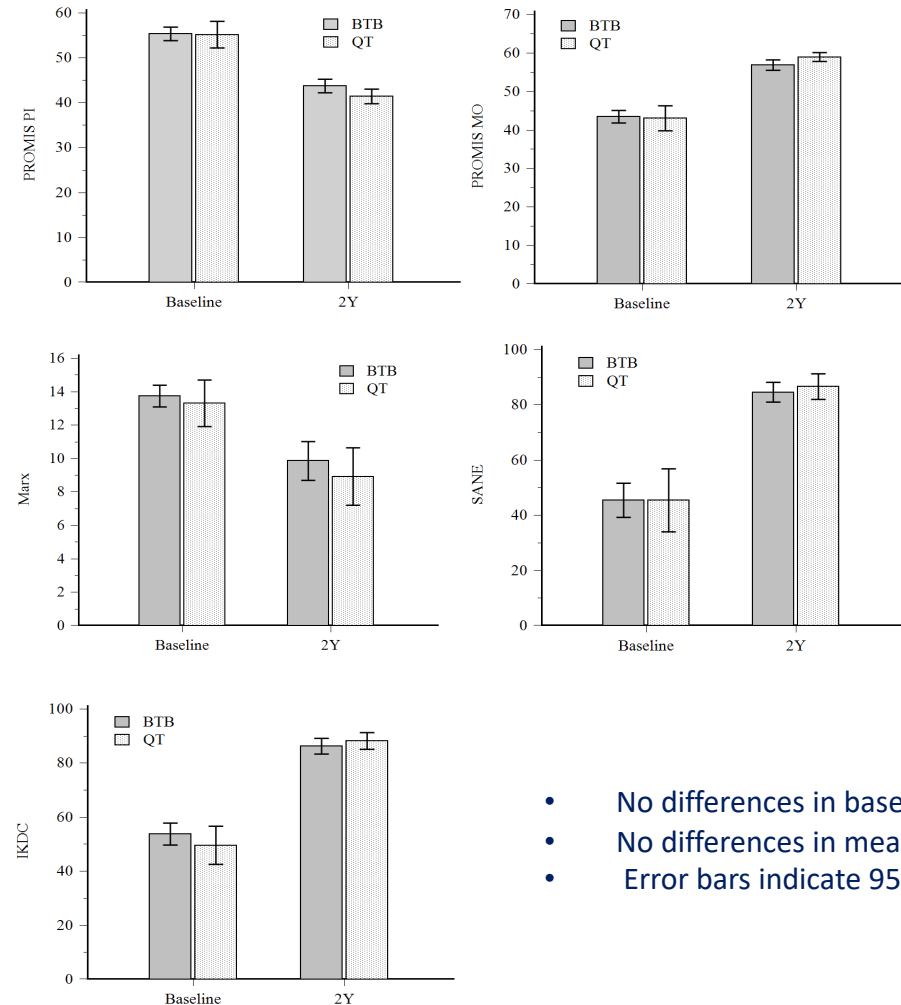 60
50
40
30
20
10
0
PROMIS PI
BTB
QT
Baseline 2Y
70
60
50
40
30
20
10
0
PROMIS MO
BTB
QT
Baseline 2Y
16
14
12
10
8
6
4
2
0
Marx
BTB
QT
Baseline 2Y
100
80
60
40
20
0
SANE
BTB
QT
Baseline 2Y
100
80
60
40
20
0
IKDC
BTB
QT
Baseline 2Y
• No differences in base
• No differences in mea
• Error bars indicate 95